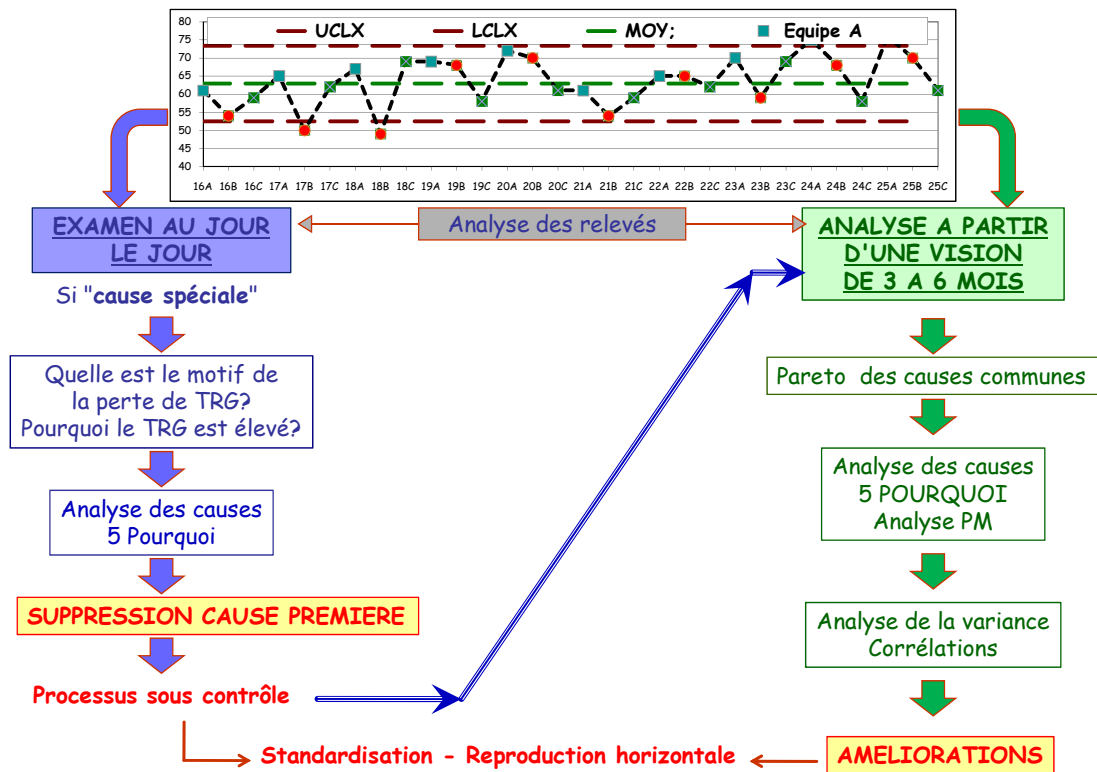 80
75
70
65
60
55
50
45
40
UCLX
LCLX
MOY;
Equipe A
16A 16B 16C 17A 17B 17C 18A 18B 18C 19A 19B 19C 20A 20B 20C 21A 21B 21C 22A 22B 22C 23A 23B 23C 24A 24B 24C 25A 25B 25C
Analyse des relevés
EXAMEN AU JOUR
LE JOUR
Si "cause spéciale"
Quelle est le motif de
la perte de TRG?
Pourquoi le TRG est élevé?
Analyse des causes
5 Pourquoi
SUPPRESSION CAUSE PREMIERE
Processus sous contrôle
ANALYSE A PARTIR
D'UNE VISION
DE 3 A 6 MOIS
Pareto des causes communes
Analyse des causes
5 POURQUOI
Analyse PM
Analyse de la variance
Corrélations
AMELIORATIONS
Standardisation - Reproduction horizontale